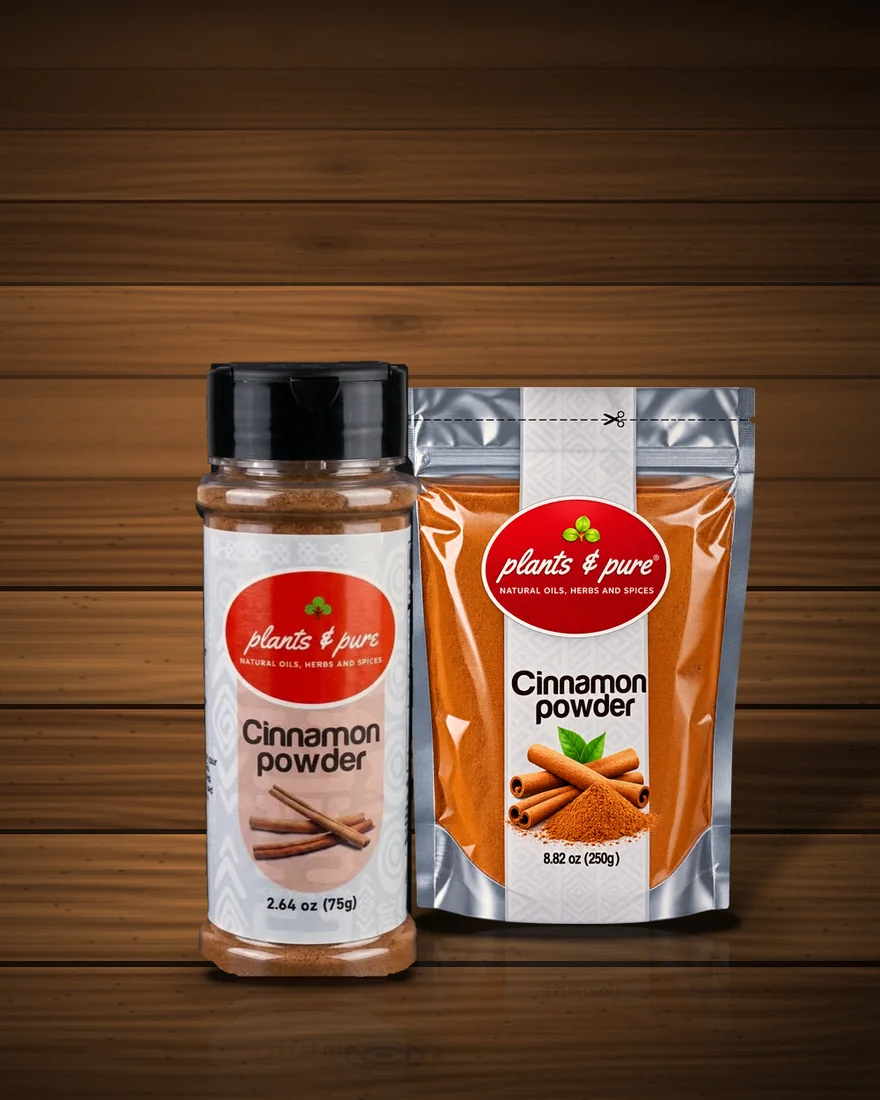 plants & pure
NATURAL OILS, HERBS AND SPICES
Cinnamon
powder
2.64 oz (75g)
plants & pure®
NATURAL OILS, HERBS AND SPICES
Cinnamon
powder
8.82 oz (250g)